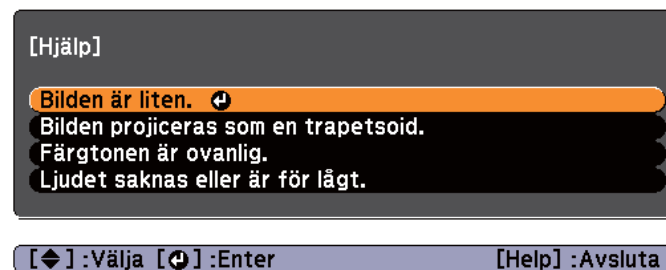 [Hjälp]
Bilden är liten.
Bilden projiceras som en trapetsoid.
Färgtonen är ovanlig.
Ljudet saknas eller är för lågt.
[◆] :Välja [⏎] :Enter [Help] :Avsluta